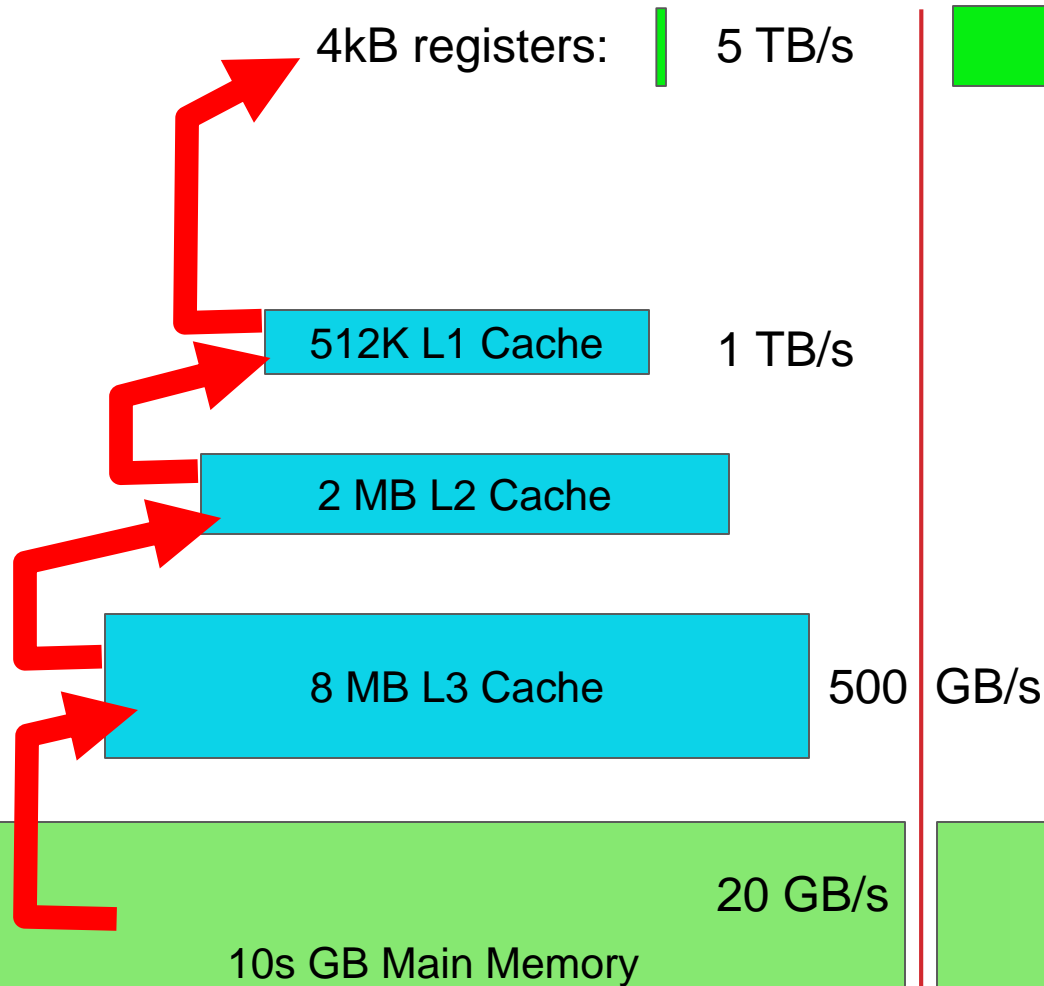 4kB registers: 5 TB/s
512K L1 Cache 1 TB/s
2 MB L2 Cache
8 MB L3 Cache 500 GB/s
20 GB/s
10s GB Main Memory